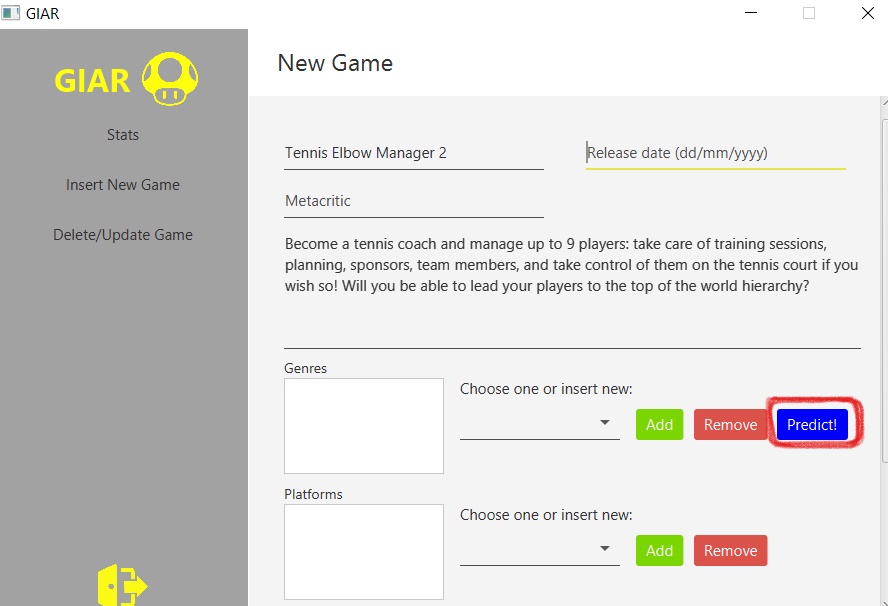 GIAR
GIAR
Stats
Insert New Game
Delete/Update Game
New Game
Tennis Elbow Manager 2
Release date (dd/mm/yyyy)
Metacritic
Become a tennis coach and manage up to 9 players: take care of training sessions,
planning, sponsors, team members, and take control of them on the tennis court if you
wish so! Will you be able to lead your players to the top of the world hierarchy?
Genres
Choose one or insert new:
Add Remove Predict!
Platforms
Choose one or insert new:
Add Remove